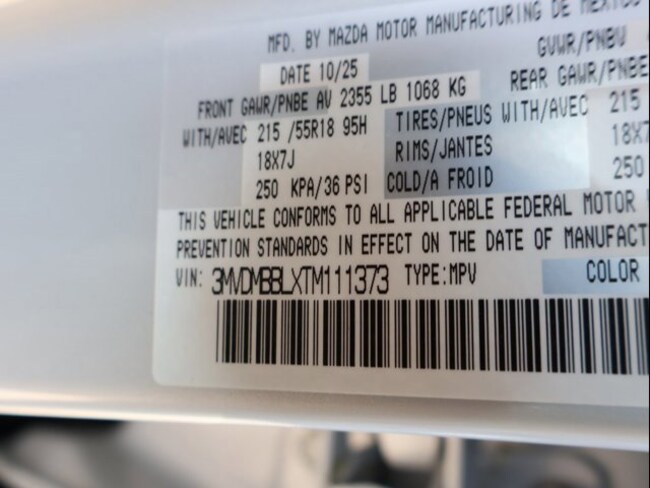 MFD. BY MAZDA MOTOR MANUFACTURING DE MEXICO
DATE 10/25 GVWR/PNBV
FRONT GAWR/PNBE AV 2355 LB 1068 KG REAR GAWR/PNBE
WITH/AVEC 215 /55R18 95H TIRES/PNEUS WITH/AVEC 215
18X7J RIMS/JANTES 18X7
250 KPA/36 PSI COLD/A FROID 250
THIS VEHICLE CONFORMS TO ALL APPLICABLE FEDERAL MOTOR
PREVENTION STANDARDS IN EFFECT ON THE DATE OF MANUFACT
VIN: 3MVDMBBLXTM111373 TYPE:MPV COLOR